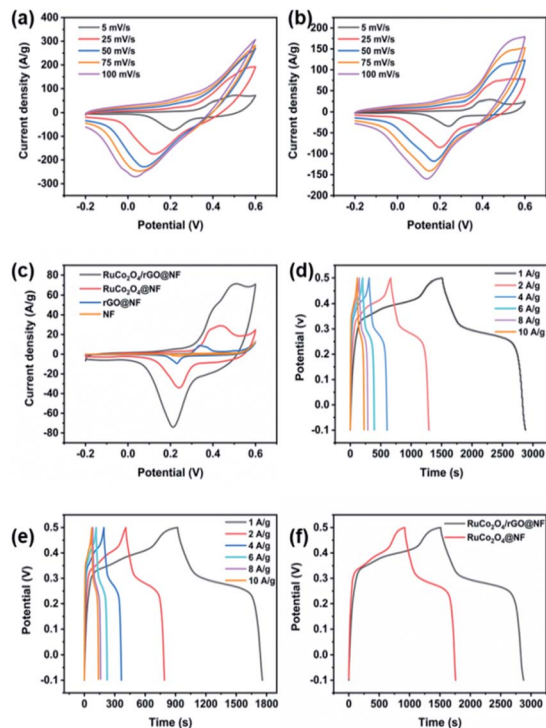 (a)
5 mV/s
25 mV/s
50 mV/s
75 mV/s
100 mV/s
400
300
200
100
0
-100
-200
-300
Current density (A/g)
-0.2 0.0 0.2 0.4 0.6
Potential (V)
(b)
5 mV/s
25 mV/s
50 mV/s
75 mV/s
100 mV/s
200
150
100
50
0
-50
-100
-150
-200
Current density (A/g)
-0.2 0.0 0.2 0.4 0.6
Potential (V)
(c)
RuCo₂O₄/rGO@NF
RuCo₂O₄@NF
rGO@NF
NF
80
60
40
20
0
-20
-40
-60
-80
Current density (A/g)
-0.2 0.0 0.2 0.4 0.6
Potential (V)
(d)
1 A/g
2 A/g
4 A/g
6 A/g
8 A/g
10 A/g
0.5
0.4
0.3
0.2
0.1
0.0
-0.1
Potential (v)
0 500 1000 1500 2000 2500 3000
Time (s)
(e)
1 A/g
2 A/g
4 A/g
6 A/g
8 A/g
10 A/g
0.5
0.4
0.3
0.2
0.1
0.0
-0.1
Potential (V)
0 300 600 900 1200 1500 1800
Time (s)
(f)
RuCo₂O₄/rGO@NF
RuCo₂O₄@NF
0.5
0.4
0.3
0.2
0.1
0.0
0.1
Potential (V)
0 500 1000 1500 2000 2500 3000
Time (s)